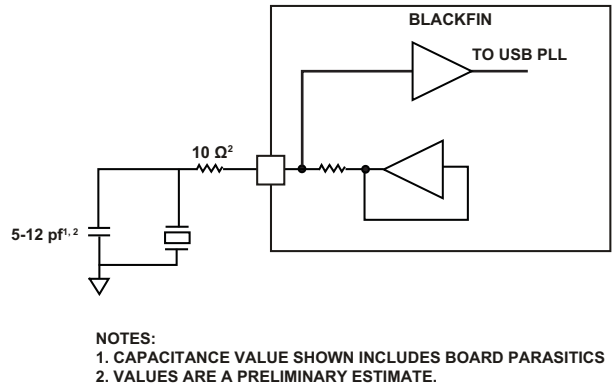 BLACKFIN
TO USB PLL
10 Ω²
5-12 pf¹,²
NOTES:
1. CAPACITANCE VALUE SHOWN INCLUDES BOARD PARASITICS
2. VALUES ARE A PRELIMINARY ESTIMATE.